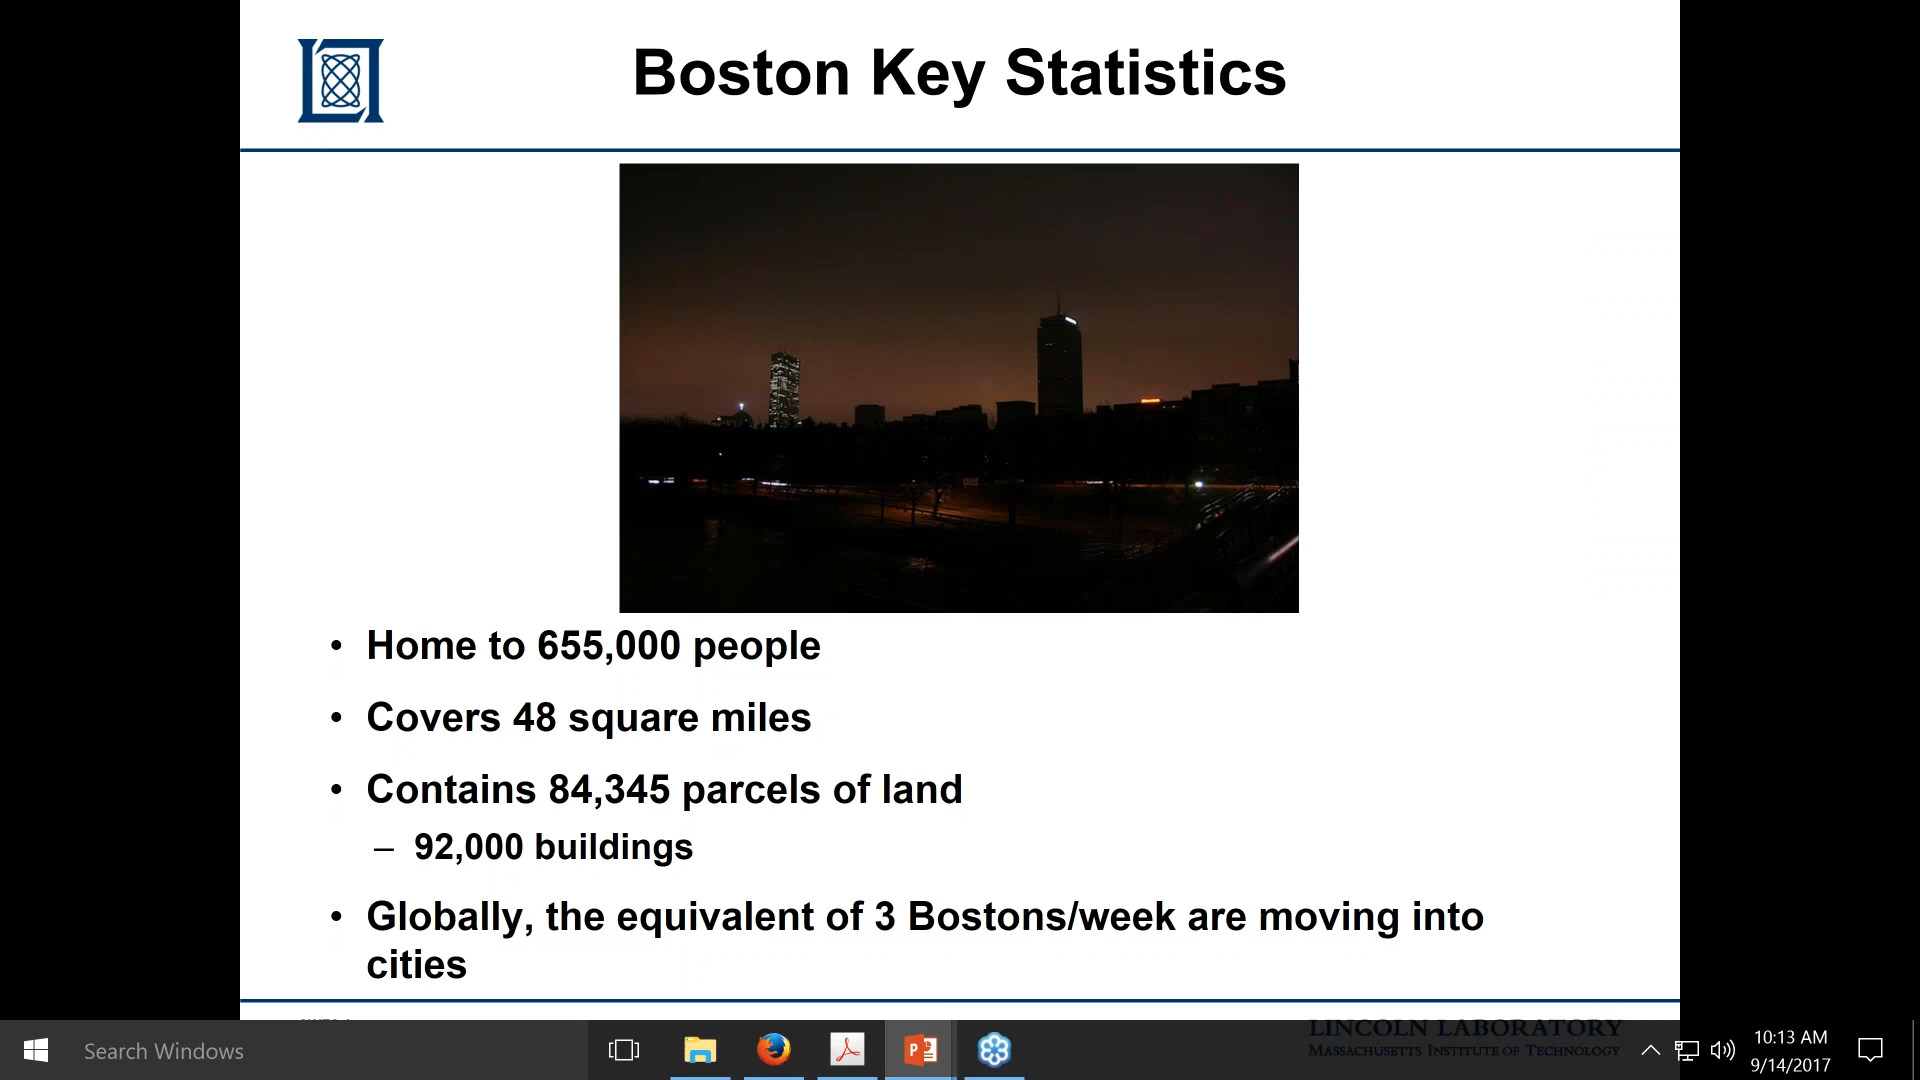 Boston Key Statistics
• Home to 655,000 people
• Covers 48 square miles
• Contains 84,345 parcels of land
– 92,000 buildings
• Globally, the equivalent of 3 Bostons/week are moving into
cities
LINCOLN LABORATORY
MASSACHUSETTS INSTITUTE OF TECHNOLOGY
Search Windows
10:13 AM
9/14/2017